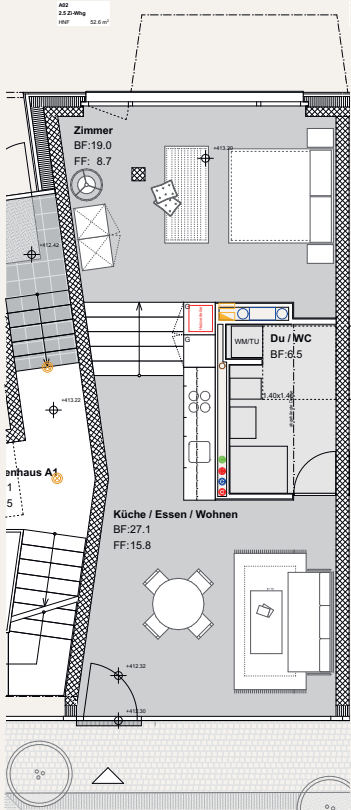 A02
2.5 Zi-Whg
HNF 52.6 m²
Zimmer
BF:19.0
FF: 8.7
+413.20
+412.42
G
G
WM/TU
Du / WC
BF:6.5
1.40x1.40
+413.22
enhaus A1
1
5
Küche / Essen / Wohnen
BF:27.1
FF:15.8
+412.32
+412.30